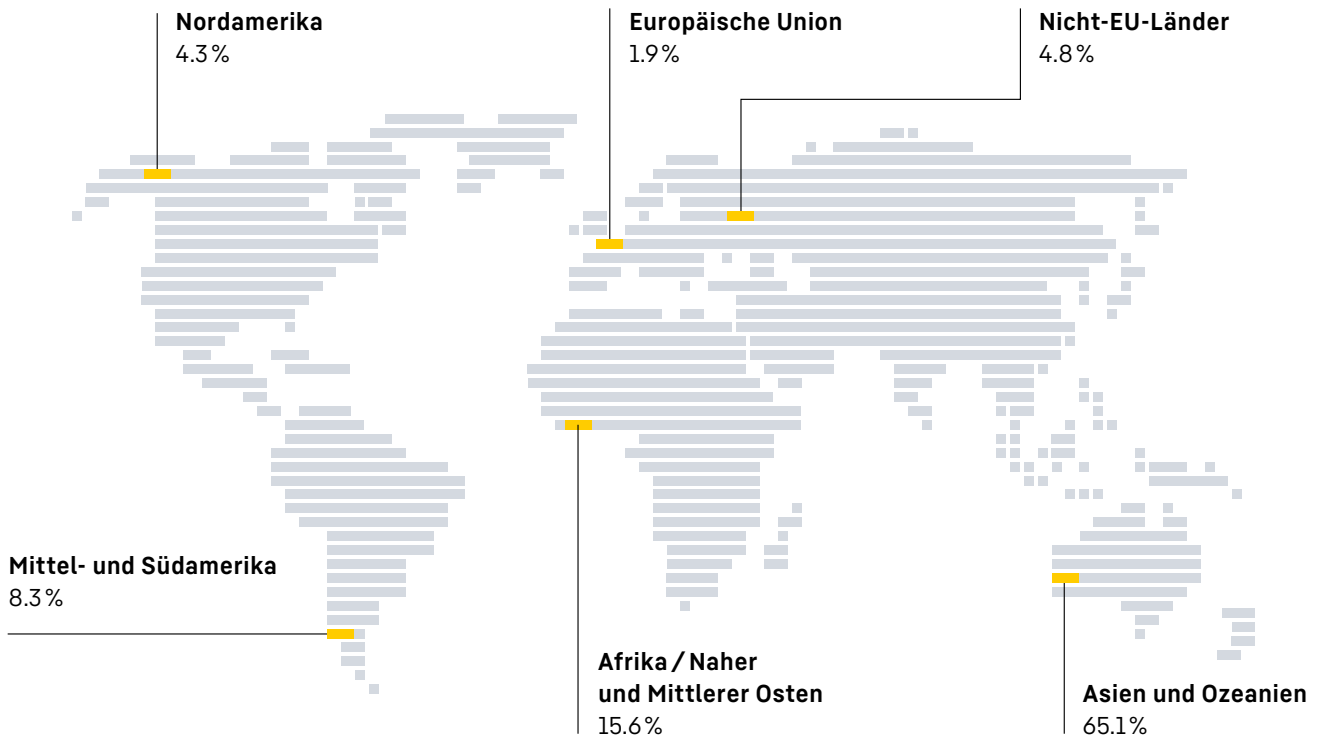 Nordamerika
4.3 %
Europäische Union
1.9 %
Nicht-EU-Länder
4.8 %
Mittel- und Südamerika
8.3 %
Afrika / Naher
und Mittlerer Osten
15.6 %
Asien und Ozeanien
65.1 %